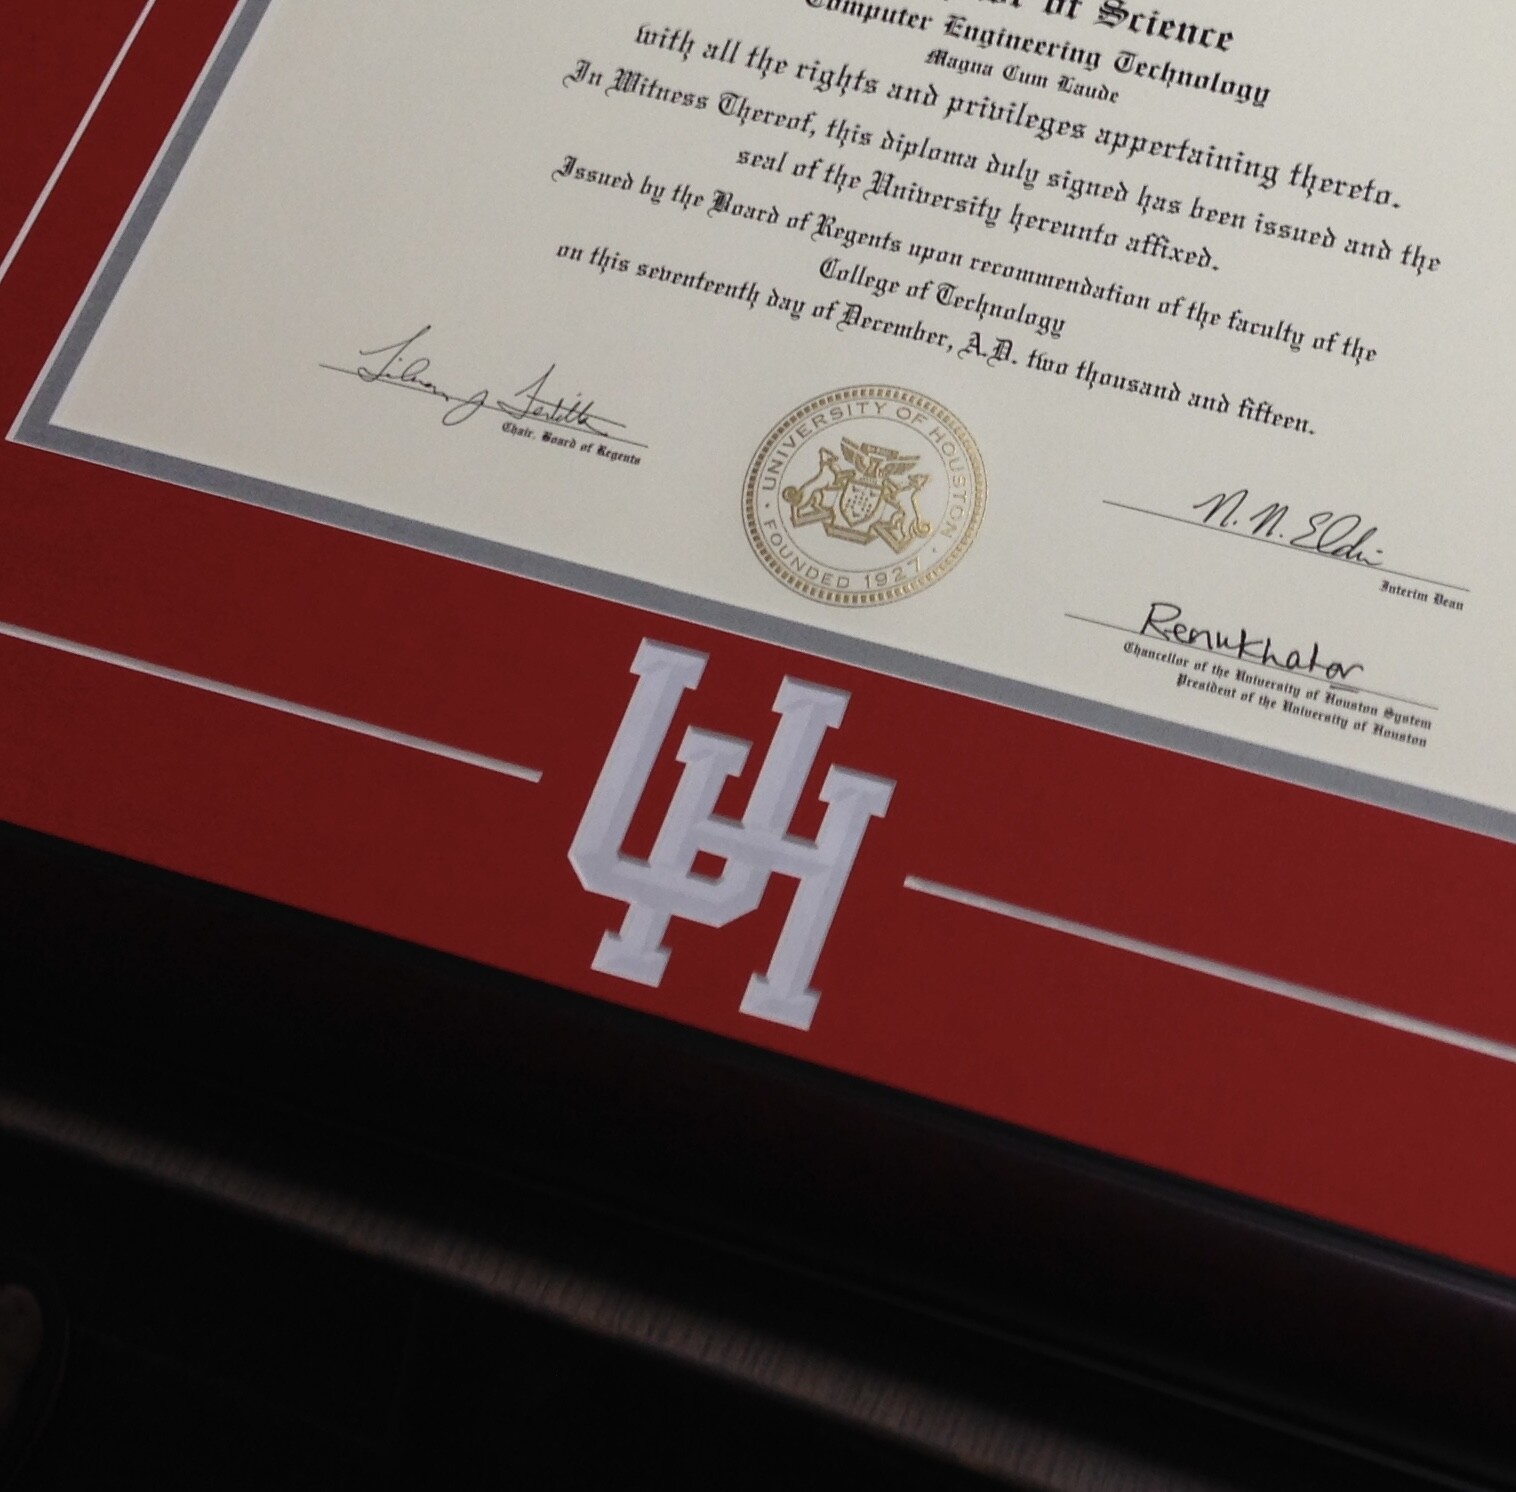 of Science
Computer Engineering Technology
Magna Cum Laude
with all the rights and privileges appertaining thereto.
In Witness Thereof, this diploma duly signed has been issued and the
seal of the University hereunto affixed.
Issued by the Board of Regents upon recommendation of the faculty of the
College of Technology
on this seventeenth day of December, A.D. two thousand and fifteen.
Chair, Board of Regents
UNIVERSITY OF HOUSTON
FOUNDED 1927
N. N. Eldin
Interim Dean
Renu Khator
Chancellor of the University of Houston System
President of the University of Houston
UH